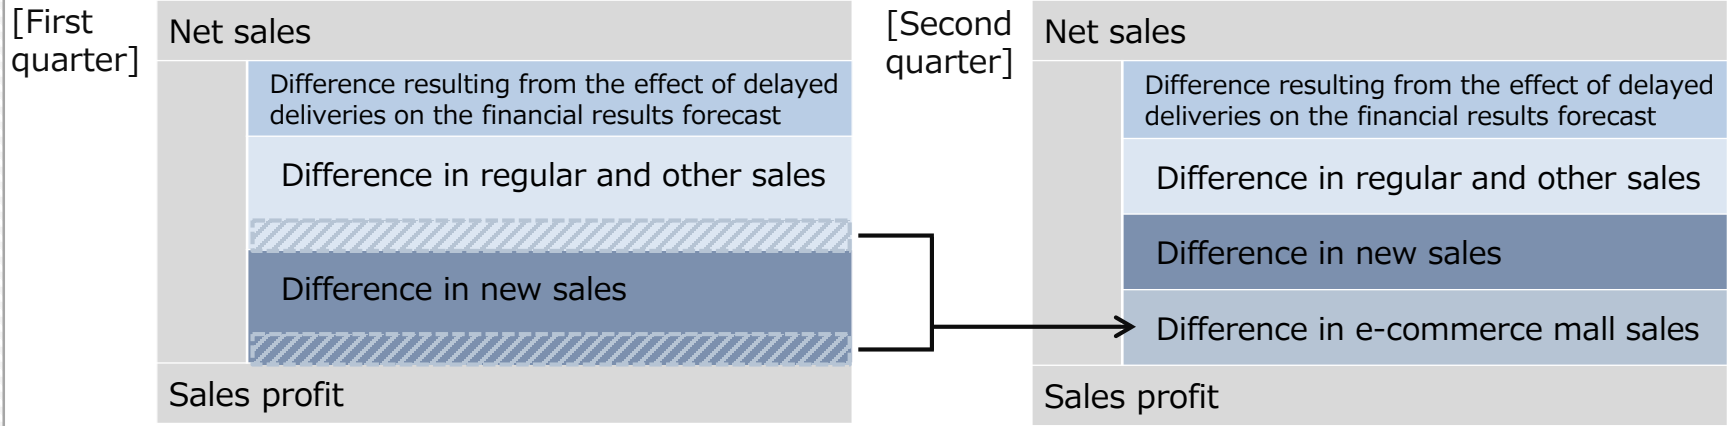 [First
quarter]
Net sales
Difference resulting from the effect of delayed
deliveries on the financial results forecast
Difference in regular and other sales
Difference in new sales
Sales profit
[Second
quarter]
Net sales
Difference resulting from the effect of delayed
deliveries on the financial results forecast
Difference in regular and other sales
Difference in new sales
Difference in e-commerce mall sales
Sales profit